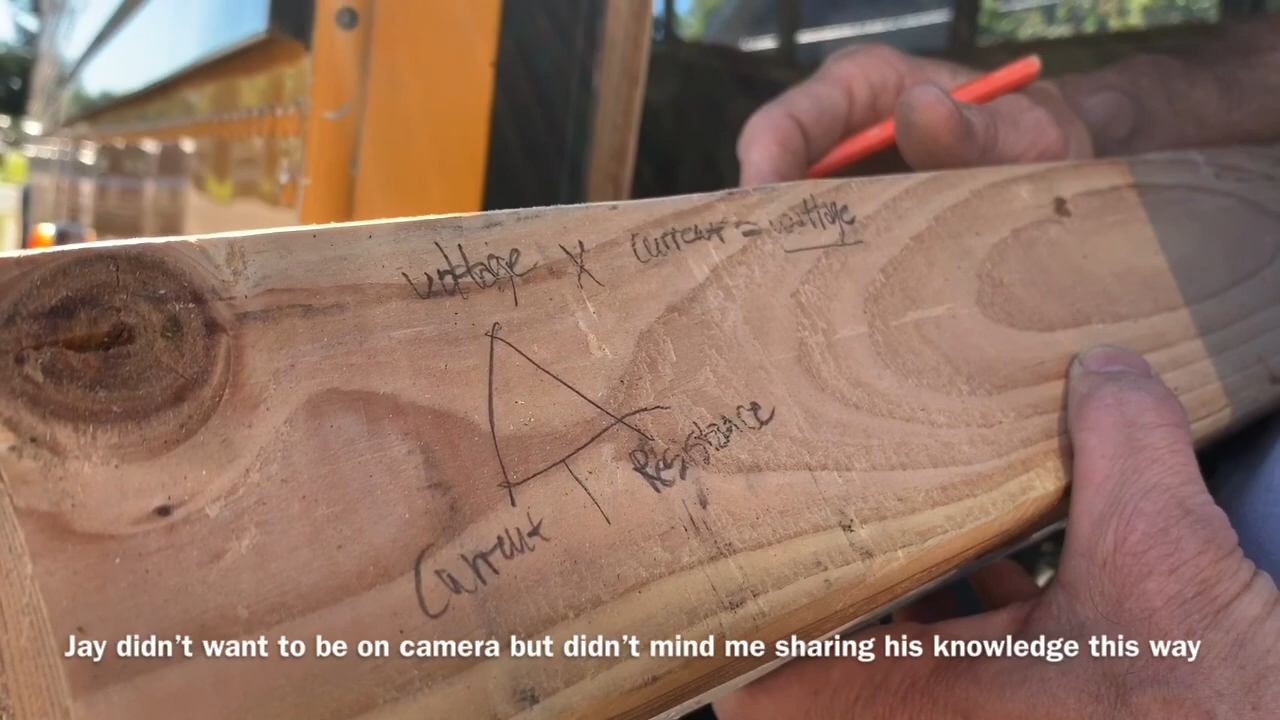 voltage X current = wattage
Resistance
Current
Jay didn't want to be on camera but didn't mind me sharing his knowledge this way